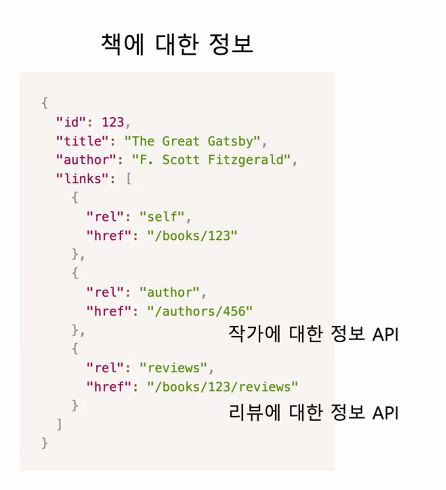 책에 대한 정보
{
"id": 123,
"title": "The Great Gatsby",
"author": "F. Scott Fitzgerald",
"links": [
{
"rel": "self",
"href": "/books/123"
},
{
"rel": "author",
"href": "/authors/456"
},
작가에 대한 정보 API
{
"rel": "reviews",
"href": "/books/123/reviews"
}
리뷰에 대한 정보 API
]
}